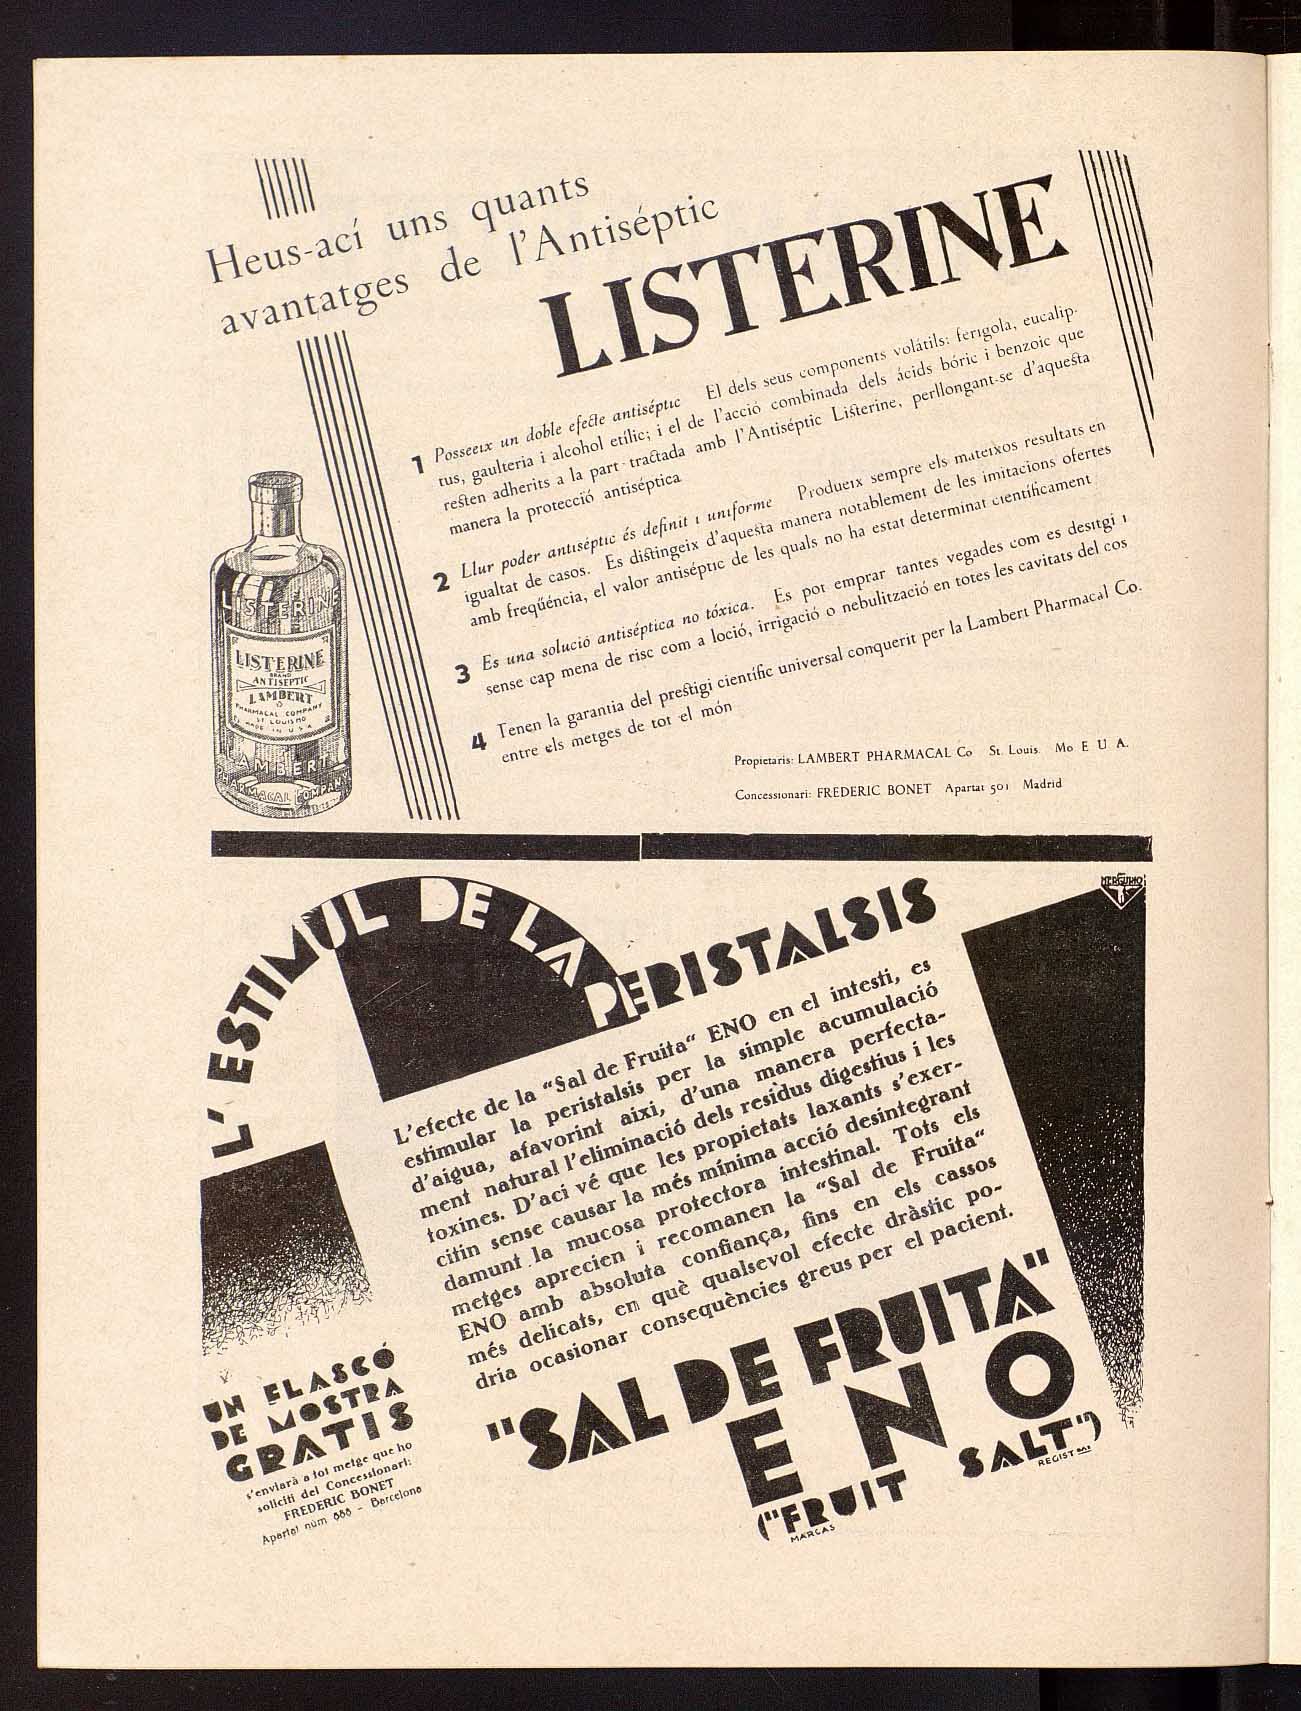 Heus-ací uns quants
avantatges de l'Antiséptic
LISTERINE
1 Posseeix un doble efecte antiséptic El dels seus components volátils: ferigola, eucalip-
tus, gaulteria i alcohol etílic; i el de l'acció combinada dels ácids bóric i benzoic que
resten adherits a la part tractada amb l'Antiséptic Listerine, perllongant-se d'aquesta
manera la protecció antiséptica
2 Llur poder antiséptic és definit i uniforme Produeix sempre els mateixos resultats en
igualtat de casos. Es distingeix d'aquesta manera notablement de les imitacions ofertes
amb freqüéncia, el valor antiséptic de les quals no ha estat determinat científicament
3 Es una solució antiséptica no tóxica. Es pot emprar tantes vegades com es desitgi i
sense cap mena de risc com a loció, irrigació o nebulització en totes les cavitats del cos
4 Tenen la garantia del prestigi científic universal conquerit per la Lambert Pharmacal Co.
entre els metges de tot el món
Propietaris: LAMBERT PHARMACAL Co St. Louis Mo E U A.
Concessionari: FREDERIC BONET Apartat 501 Madrid
LISTERINE
LISTERINE
BRAND
ANTISEPTIC
LAMBERT
PHARMACAL COMPANY
ST LOUIS MO
MADE IN U.S.A
LAMBERT
PHARMACAL COMPANY
L'ESTIMUL DE LA PERISTALSIS
MERCURIO
L'efecte de la "Sal de Fruita" ENO en el intestí, es
estimular la peristalsis per la simple acumulació
d'aigua, afavorint aixi, d'una manera perfecta-
ment natural l'eliminació dels residus digestius i les
toxines. D'aci vé que les propietats laxants s'exer-
citin sense causar la més mínima acció desintegrant
damunt la mucosa protectora intestinal. Tots els
metges aprecien i recomanen la "Sal de Fruita"
ENO amb absoluta confiança, fins en els cassos
més delicats, en què qualsevol efecte dràstic po-
dria ocasionar conseqüències greus per el pacient.
"SAL DE FRUITA"
ENO
("FRUIT SALT")
MARCAS REGIST DAS
UN FLASCÓ
DE MOSTRA
GRATIS
s'enviarà a tot metge que ho
soliciti del Concessionari:
FREDERIC BONET
Apartat núm 888 - Barcelona